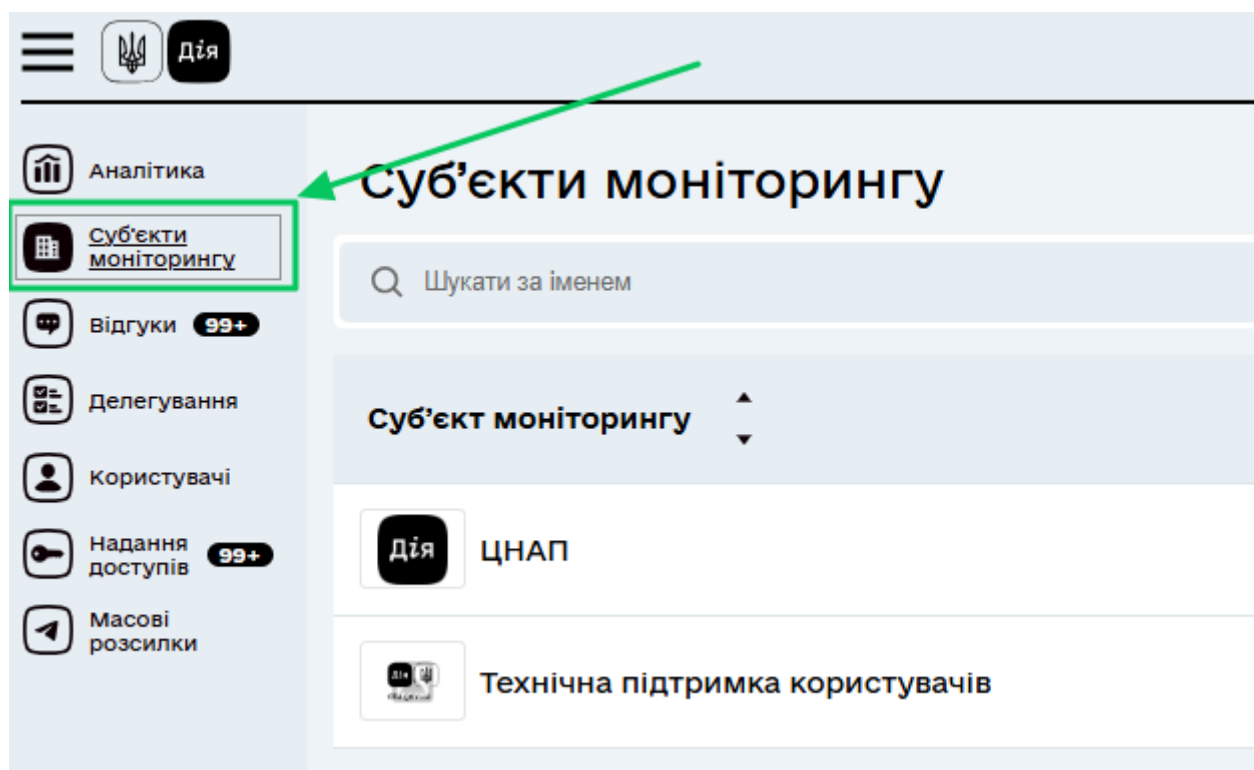 Дія
Аналітика
Суб'єкти
моніторингу
Відгуки 99+
Делегування
Користувачі
Надання
доступів 99+
Масові
розсилки
Суб’єкти моніторингу
Шукати за іменем
Суб’єкт моніторингу
Дія ЦНАП
Дія Технічна підтримка користувачів